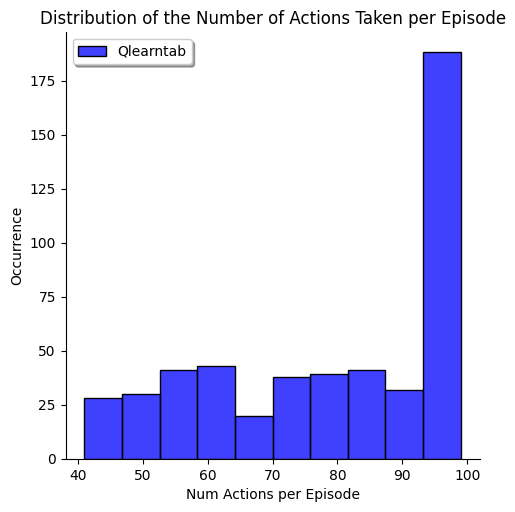 Distribution of the Number of Actions Taken per Episode
Qlearntab
175
150
125
100
75
50
25
0
Occurrence
40 50 60 70 80 90 100
Num Actions per Episode